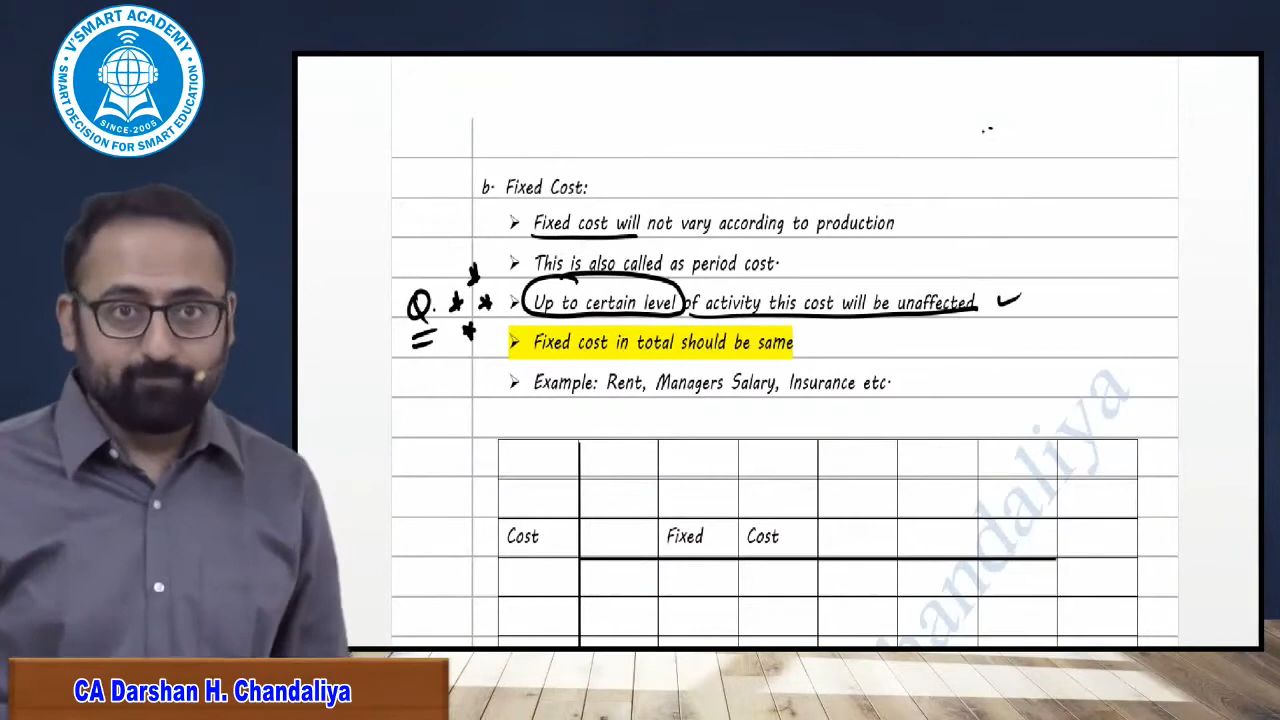 V'SMART ACADEMY
SMART DECISION FOR SMART EDUCATION
SINCE-2005
b. Fixed Cost:
➢ Fixed cost will not vary according to production
➢ This is also called as period cost.
Q. ➢ Up to certain level of activity this cost will be unaffected
➢ Fixed cost in total should be same
➢ Example: Rent, Managers Salary, Insurance etc.
Cost Fixed Cost
CA Darshan H. Chandaliya